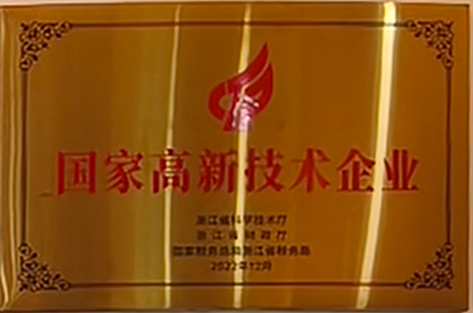 国家高新技术企业
浙江省科学技术厅
浙江省财政厅
国家税务总局浙江省税务局
2022年12月